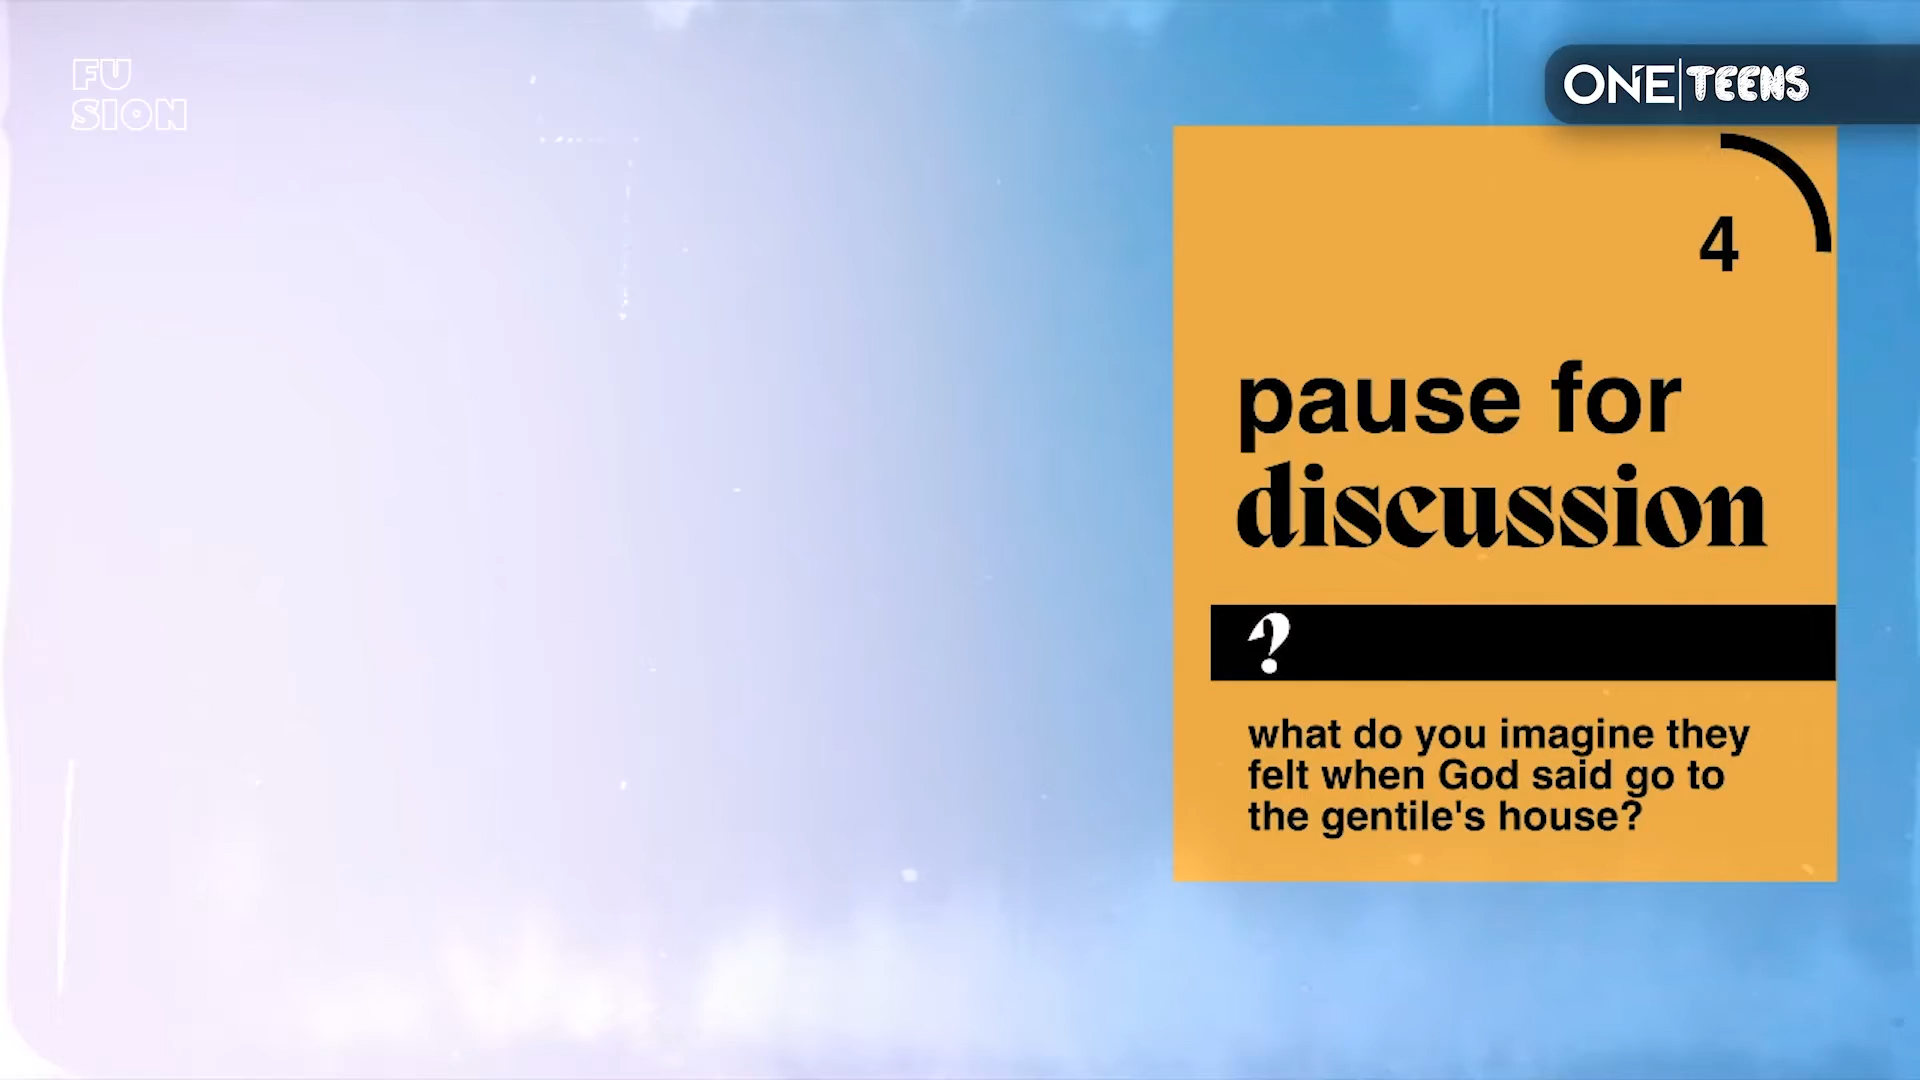 FU
SION
ONE|TEENS
4
pause for
discussion
?
what do you imagine they
felt when God said go to
the gentile's house?